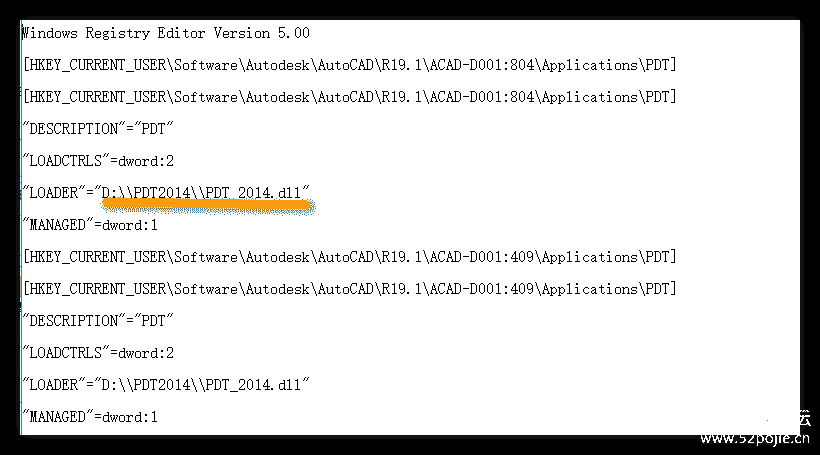 Windows Registry Editor Version 5.00
[HKEY_CURRENT_USER\Software\Autodesk\AutoCAD\R19.1\ACAD-D001:804\Applications\PDT]
[HKEY_CURRENT_USER\Software\Autodesk\AutoCAD\R19.1\ACAD-D001:804\Applications\PDT]
"DESCRIPTION"="PDT"
"LOADCTRLS"=dword:2
"LOADER"="D:\\PDT2014\\PDT_2014.dll"
"MANAGED"=dword:1
[HKEY_CURRENT_USER\Software\Autodesk\AutoCAD\R19.1\ACAD-D001:409\Applications\PDT]
[HKEY_CURRENT_USER\Software\Autodesk\AutoCAD\R19.1\ACAD-D001:409\Applications\PDT]
"DESCRIPTION"="PDT"
"LOADCTRLS"=dword:2
"LOADER"="D:\\PDT2014\\PDT_2014.dll"
"MANAGED"=dword:1
www.52pojie.cn